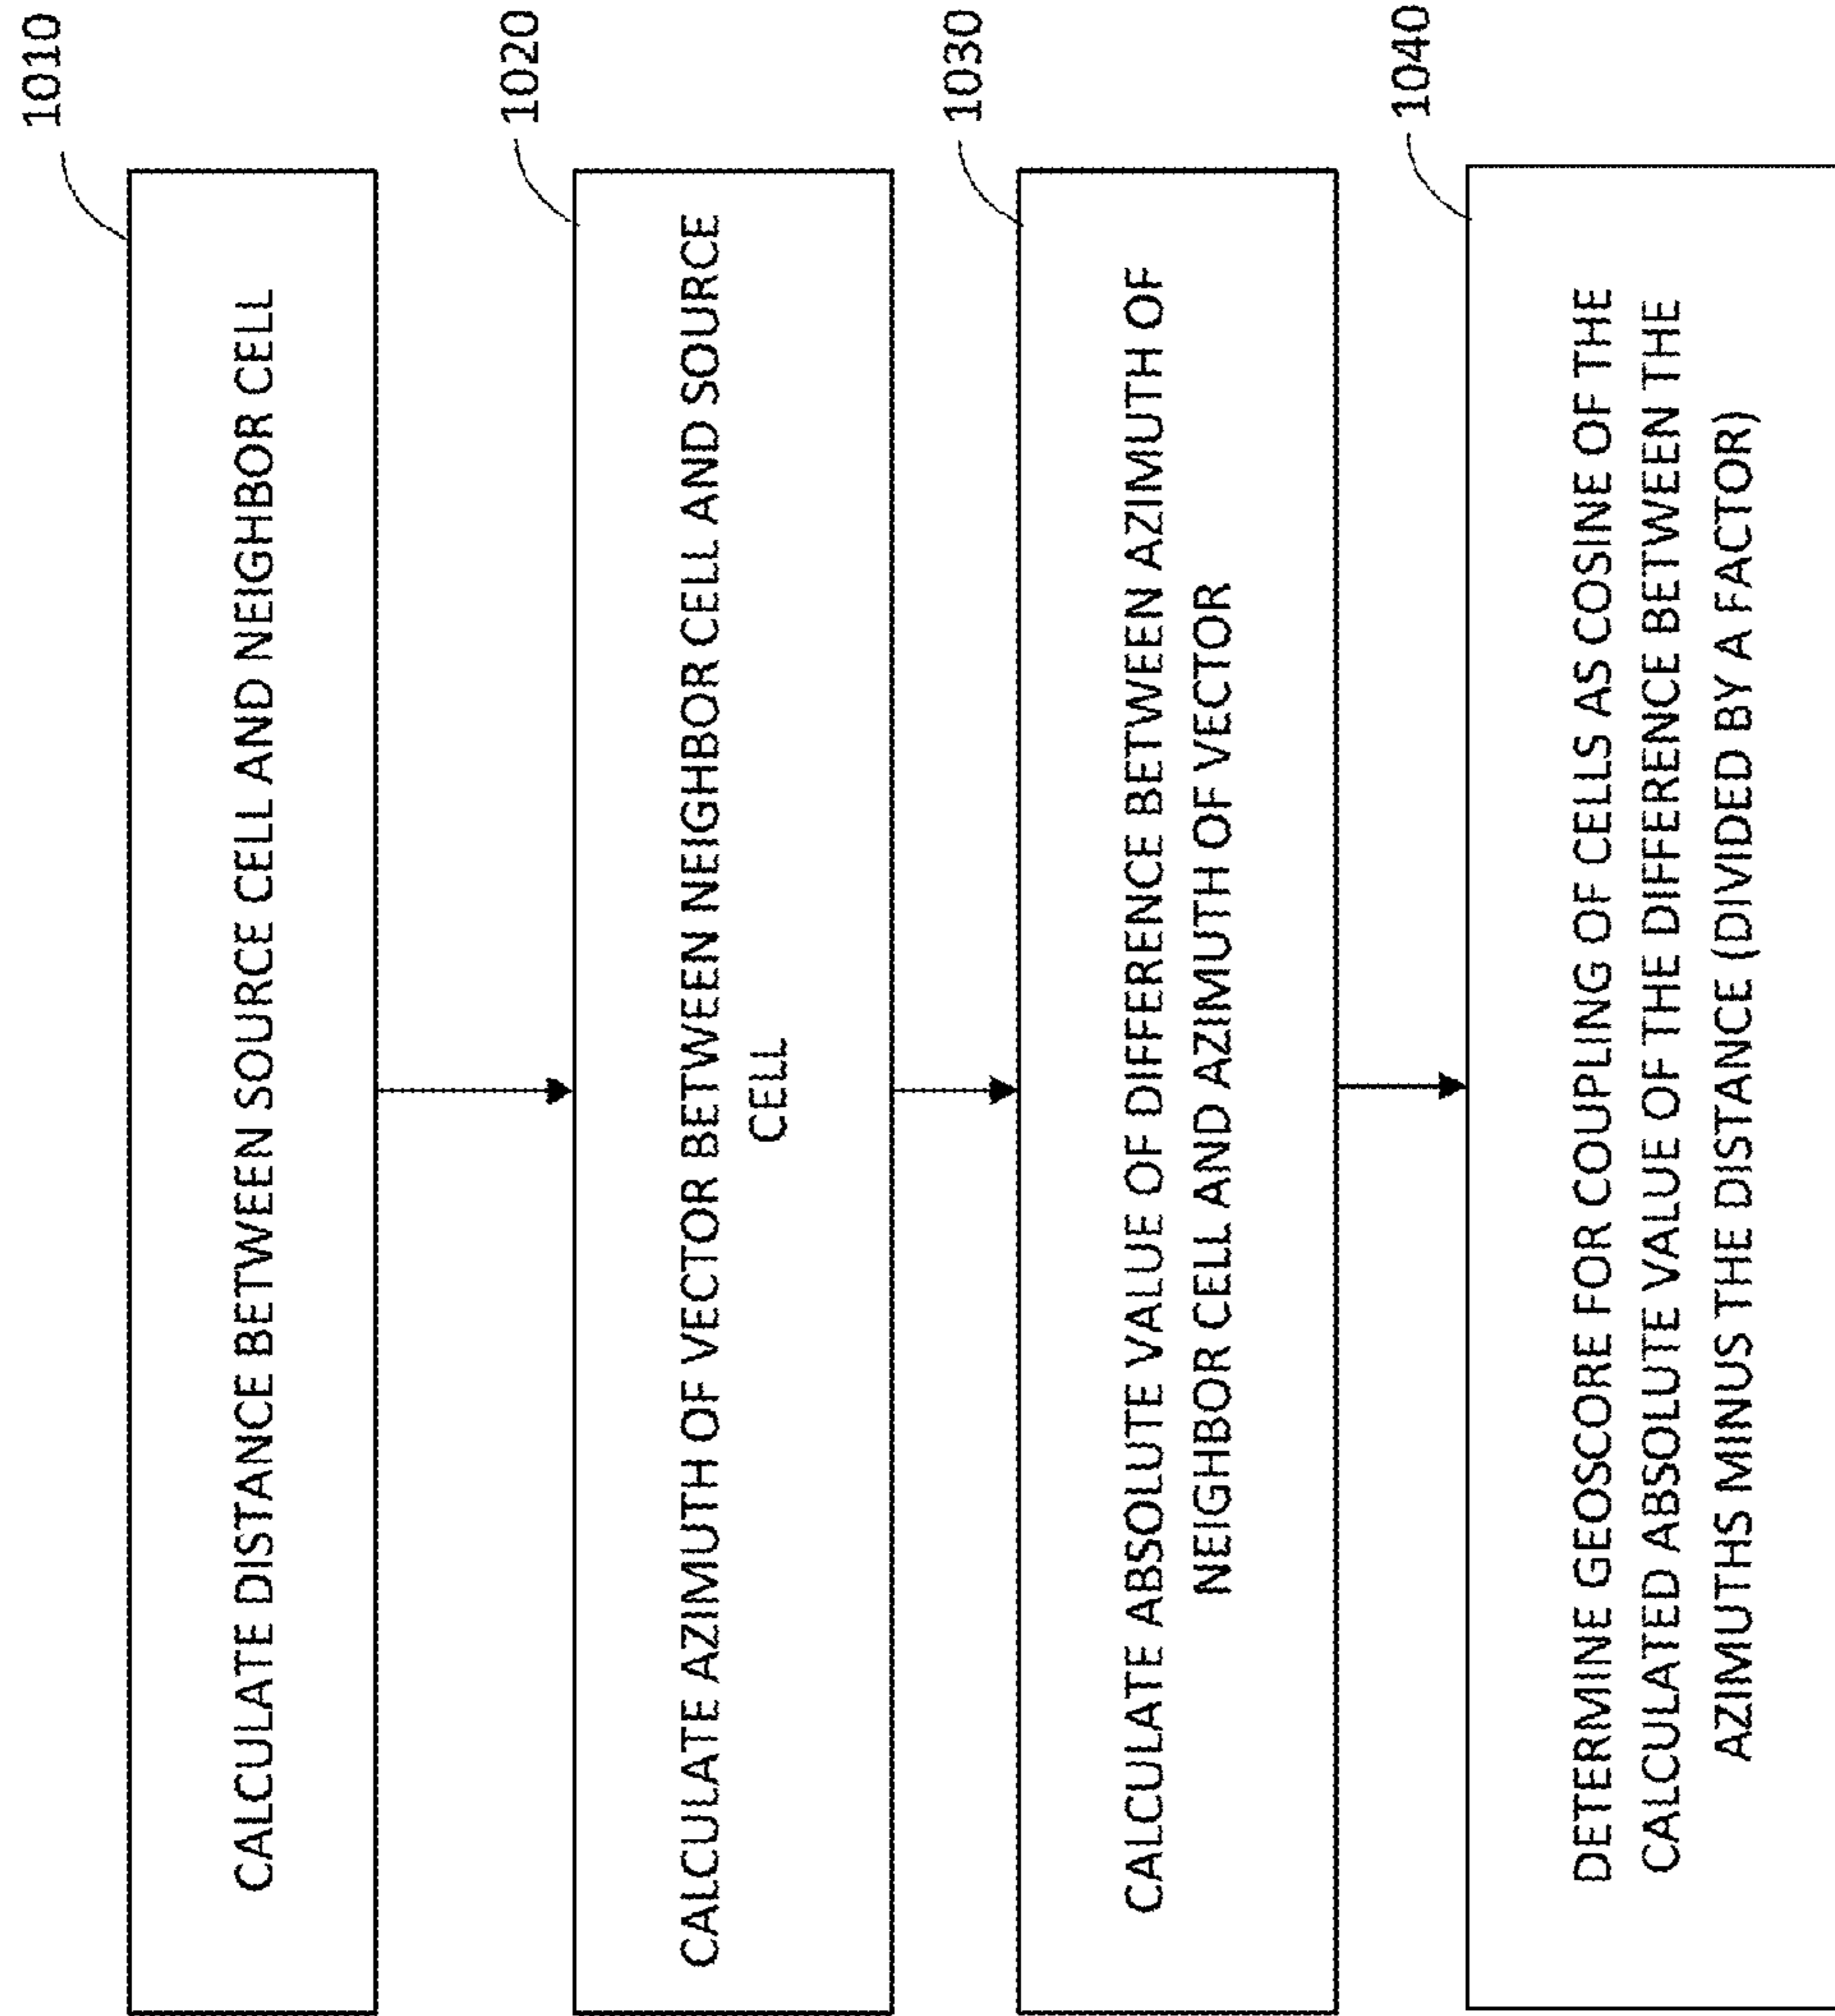 1010
CALCULATE DISTANCE BETWEEN SOURCE CELL AND NEIGHBOR CELL
1020
CALCULATE AZIMUTH OF VECTOR BETWEEN NEIGHBOR CELL AND SOURCE
CELL
1030
CALCULATE ABSOLUTE VALUE OF DIFFERENCE BETWEEN AZIMUTH OF
NEIGHBOR CELL AND AZIMUTH OF VECTOR
1040
DETERMINE GEOSCORE FOR COUPLING OF CELLS AS COSINE OF THE
CALCULATED ABSOLUTE VALUE OF THE DIFFERENCE BETWEEN THE
AZIMUTHS MINUS THE DISTANCE (DIVIDED BY A FACTOR)